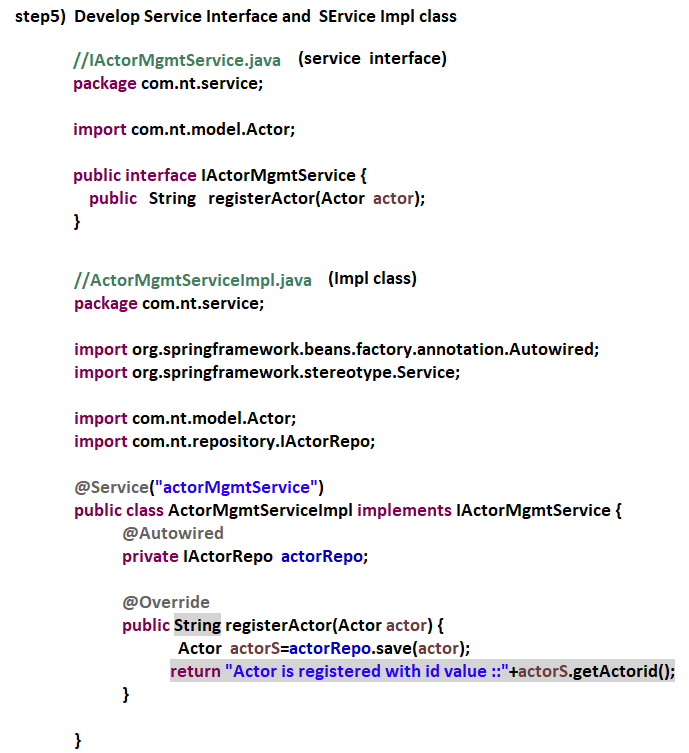 step5) Develop Service Interface and SErvice Impl class
//IActorMgmtService.java (service interface)
package com.nt.service;
import com.nt.model.Actor;
public interface IActorMgmtService {
public String registerActor(Actor actor);
}
//ActorMgmtServiceImpl.java (Impl class)
package com.nt.service;
import org.springframework.beans.factory.annotation.Autowired;
import org.springframework.stereotype.Service;
import com.nt.model.Actor;
import com.nt.repository.IActorRepo;
@Service("actorMgmtService")
public class ActorMgmtServiceImpl implements IActorMgmtService {
@Autowired
private IActorRepo actorRepo;
@Override
public String registerActor(Actor actor) {
Actor actorS=actorRepo.save(actor);
return "Actor is registered with id value ::"+actorS.getActorid();
}
}